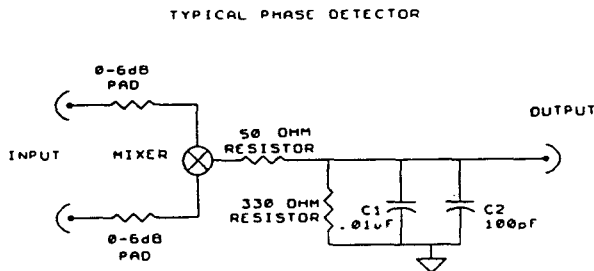 TYPICAL PHASE DETECTOR
0-6dB
PAD
OUTPUT
50 OHM
RESISTOR
INPUT
MIXER
330 OHM
RESISTOR
C1
.01uF
C2
100pF
0-6dB
PAD